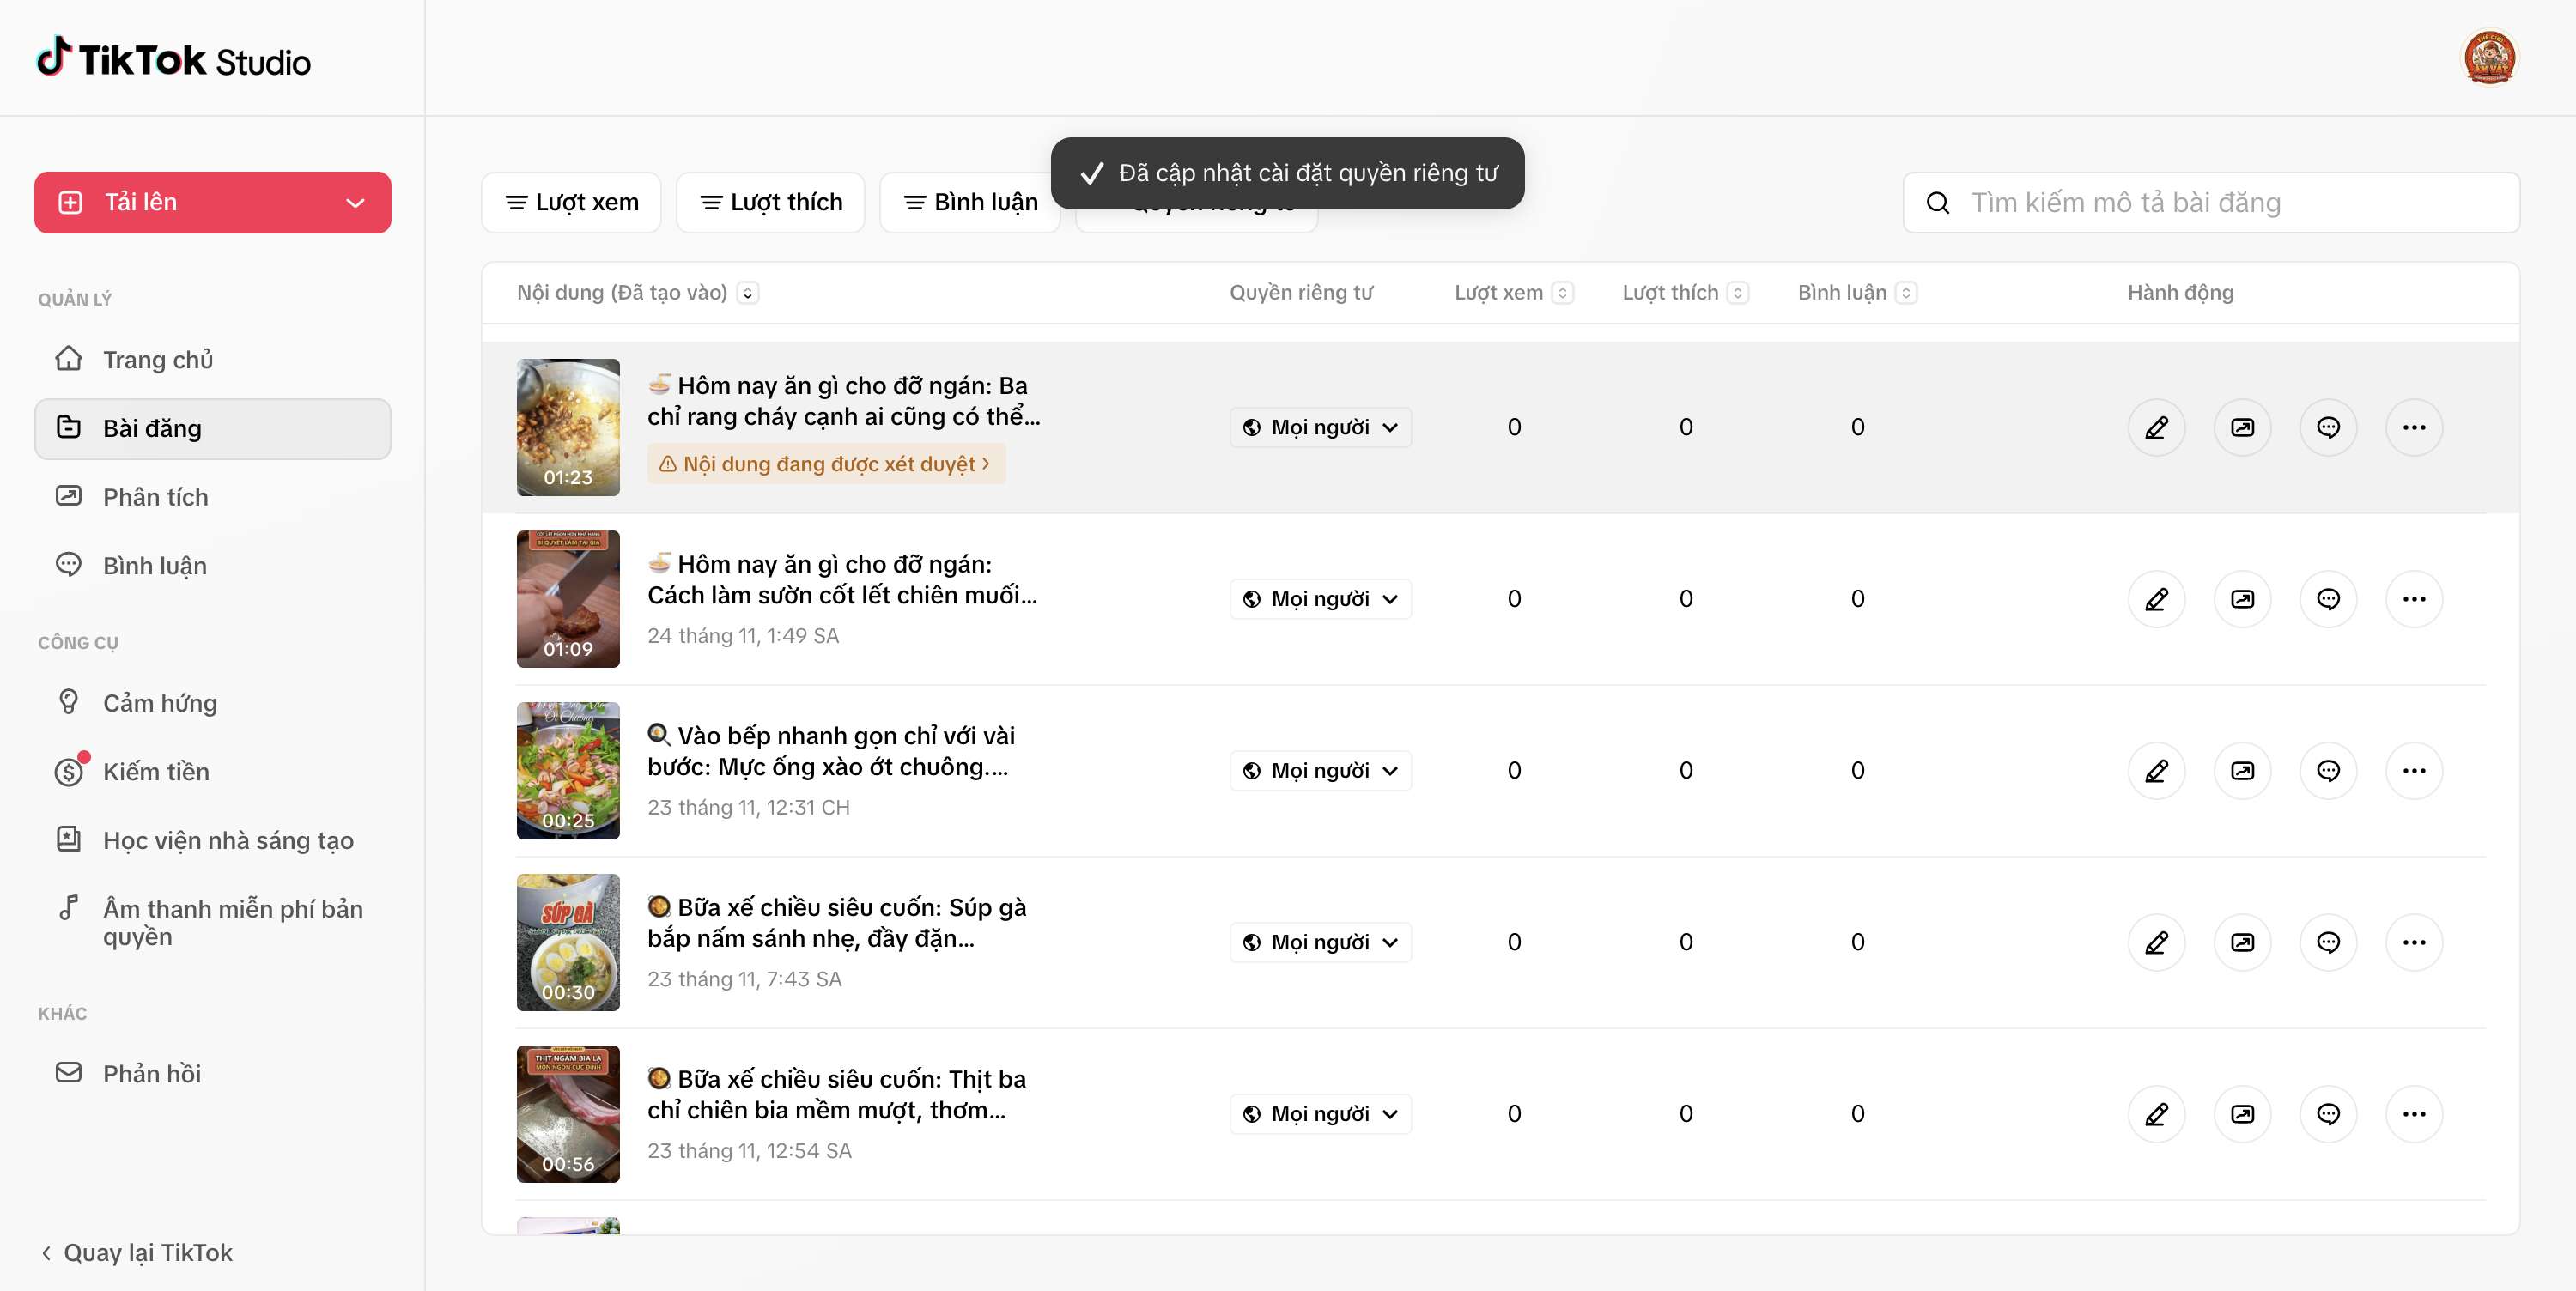 TikTok Studio
Đã cập nhật cài đặt quyền riêng tư
Tải lên
Lượt xem
Lượt thích
Bình luận
Tìm kiếm mô tả bài đăng
QUẢN LÝ
Trang chủ
Bài đăng
Phân tích
Bình luận
CÔNG CỤ
Cảm hứng
Kiếm tiền
Học viện nhà sáng tạo
Âm thanh miễn phí bản
quyền
KHÁC
Phản hồi
Quay lại TikTok
Nội dung (Đã tạo vào)
Quyền riêng tư
Lượt xem
Lượt thích
Bình luận
Hành động
01:23
Hôm nay ăn gì cho đỡ ngán: Ba
chỉ rang cháy cạnh ai cũng có thể...
Nội dung đang được xét duyệt
Mọi người
0
0
0
01:09
Hôm nay ăn gì cho đỡ ngán:
Cách làm sườn cốt lết chiên muối...
24 tháng 11, 1:49 SA
Mọi người
0
0
0
00:25
Vào bếp nhanh gọn chỉ với vài
bước: Mực ống xào ớt chuông....
23 tháng 11, 12:31 CH
Mọi người
0
0
0
SÚP GÀ
00:30
Bữa xế chiều siêu cuốn: Súp gà
bắp nấm sánh nhẹ, đầy đặn...
23 tháng 11, 7:43 SA
Mọi người
0
0
0
THỊT NGÂM BIA LẠ
MÓN NGON CỰC ĐỈNH
00:56
Bữa xế chiều siêu cuốn: Thịt ba
chỉ chiên bia mềm mượt, thơm...
23 tháng 11, 12:54 SA
Mọi người
0
0
0